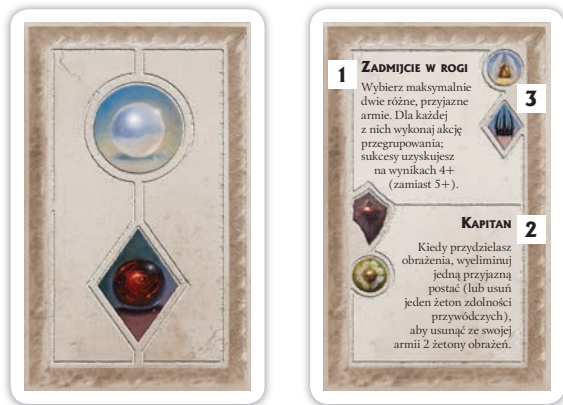 1
ZADMIJCIE W ROGI
Wybierz maksymalnie
dwie różne, przyjazne
armie. Dla każdej
z nich wykonaj akcję
przegrupowania;
sukcesy uzyskujesz
na wynikach 4+
(zamiast 5+).
3
KAPITAN
2
Kiedy przydzielasz
obrażenia, wyeliminuj
jedną przyjazną
postać (lub usuń
jeden żeton zdolności
przywódczych),
aby usunąć ze swojej
armii 2 żetony obrażeń.